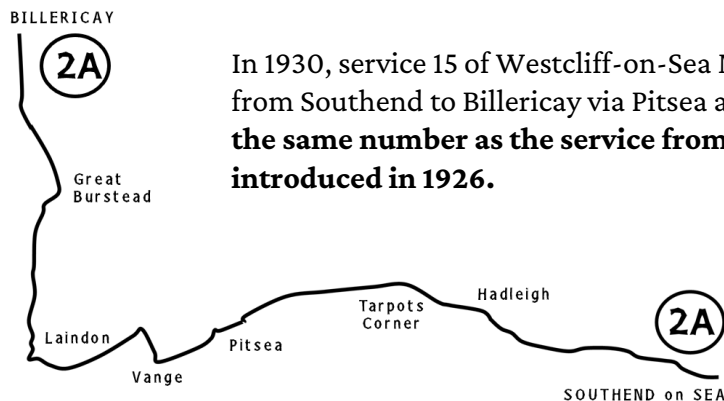 BILLERICAY
2A
In 1930, service 15 of Westcliff-on-Sea
from Southend to Billericay via Pitsea
the same number as the service from
introduced in 1926.
Great
Burstead
Laindon
Vange
Pitsea
Tarpots
Corner
Hadleigh
2A
SOUTHEND on SEA